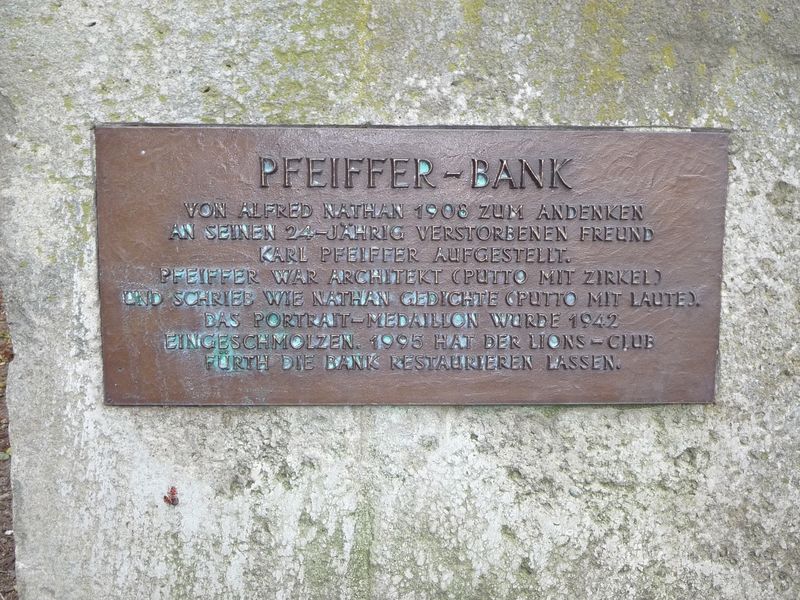 PFEIFFER-BANK
VON ALFRED NATHAN 1908 ZUM ANDENKEN
AN SEINEN 24-JÄHRIG VERSTORBENEN FREUND
KARL PFEIFFER AUFGESTELLT.
PFEIFFER WAR ARCHITEKT (PUTTO MIT ZIRKEL)
UND SCHRIEB WIE NATHAN GEDICHTE (PUTTO MIT LAUTE).
DAS PORTRAIT-MEDAILLON WURDE 1942
EINGESCHMOLZEN. 1995 HAT DER LIONS-CLUB
FÜRTH DIE BANK RESTAURIEREN LASSEN.